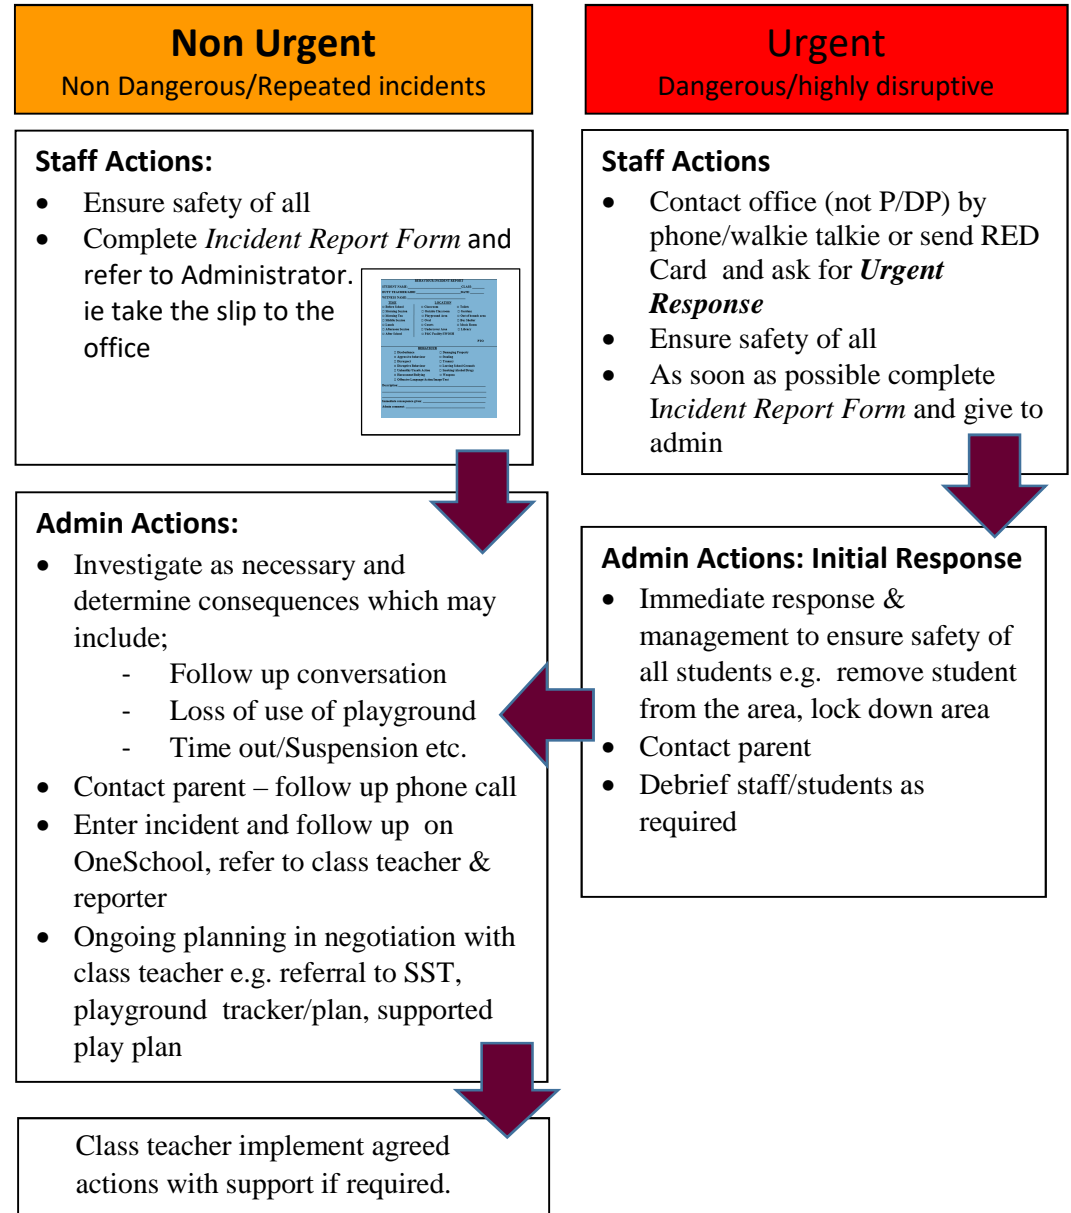 Non Urgent
Non Dangerous/Repeated incidents
Staff Actions:
• Ensure safety of all
• Complete Incident Report Form and
refer to Administrator.
ie take the slip to the
office
Admin Actions:
• Investigate as necessary and
determine consequences which may
include;
- Follow up conversation
- Loss of use of playground
- Time out/Suspension etc.
• Contact parent – follow up phone call
• Enter incident and follow up on
OneSchool, refer to class teacher &
reporter
• Ongoing planning in negotiation with
class teacher e.g. referral to SST,
playground tracker/plan, supported
play plan
Class teacher implement agreed
actions with support if required.
Urgent
Dangerous/highly disruptive
Staff Actions
• Contact office (not P/DP) by
phone/walkie talkie or send RED
Card and ask for Urgent
Response
• Ensure safety of all
• As soon as possible complete
Incident Report Form and give to
admin
Admin Actions: Initial Response
• Immediate response &
management to ensure safety of
all students e.g. remove student
from the area, lock down area
• Contact parent
• Debrief staff/students as
required